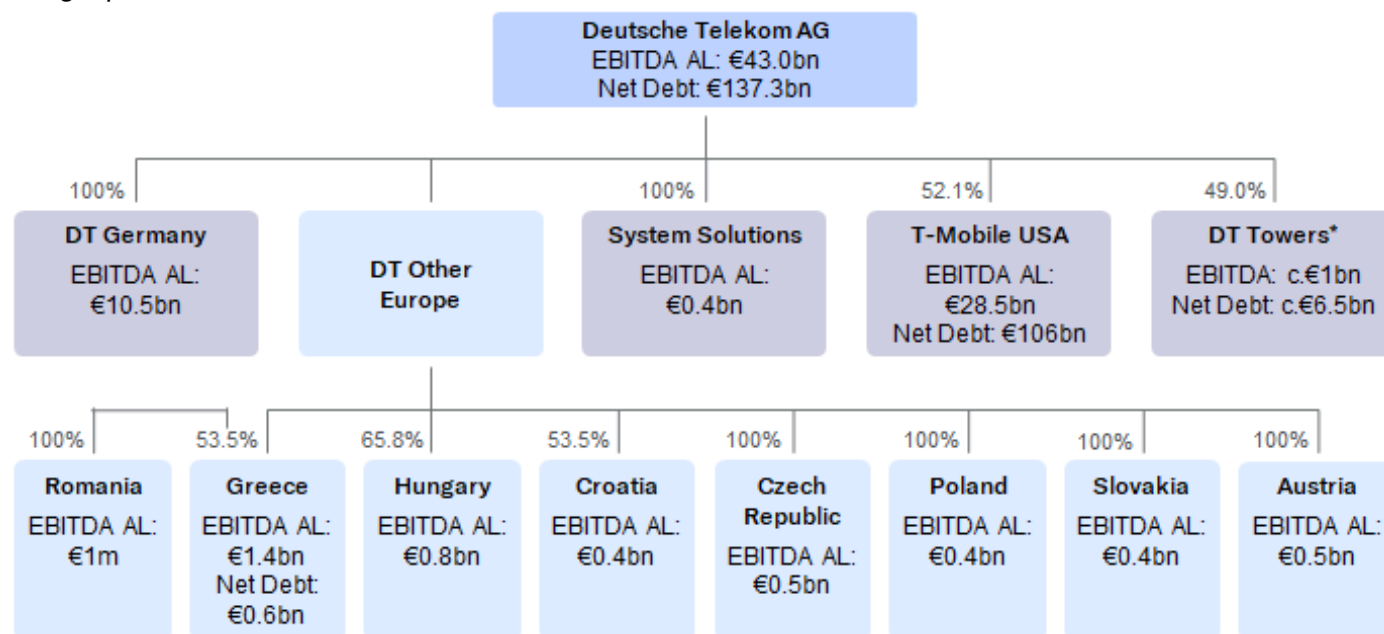 Deutsche Telekom AG
EBITDA AL: €43.0bn
Net Debt: €137.3bn
100%
100%
52.1%
49.0%
DT Germany
EBITDA AL:
€10.5bn
DT Other
Europe
System Solutions
EBITDA AL:
€0.4bn
T-Mobile USA
EBITDA AL:
€28.5bn
Net Debt: €106bn
DT Towers*
EBITDA: c.€1bn
Net Debt: c.€6.5bn
100%
53.5%
65.8%
53.5%
100%
100%
100%
100%
Romania
EBITDA AL:
€1m
Greece
EBITDA AL:
€1.4bn
Net Debt:
€0.6bn
Hungary
EBITDA AL:
€0.8bn
Croatia
EBITDA AL:
€0.4bn
Czech
Republic
EBITDA AL:
€0.5bn
Poland
EBITDA AL:
€0.4bn
Slovakia
EBITDA AL:
€0.4bn
Austria
EBITDA AL:
€0.5bn